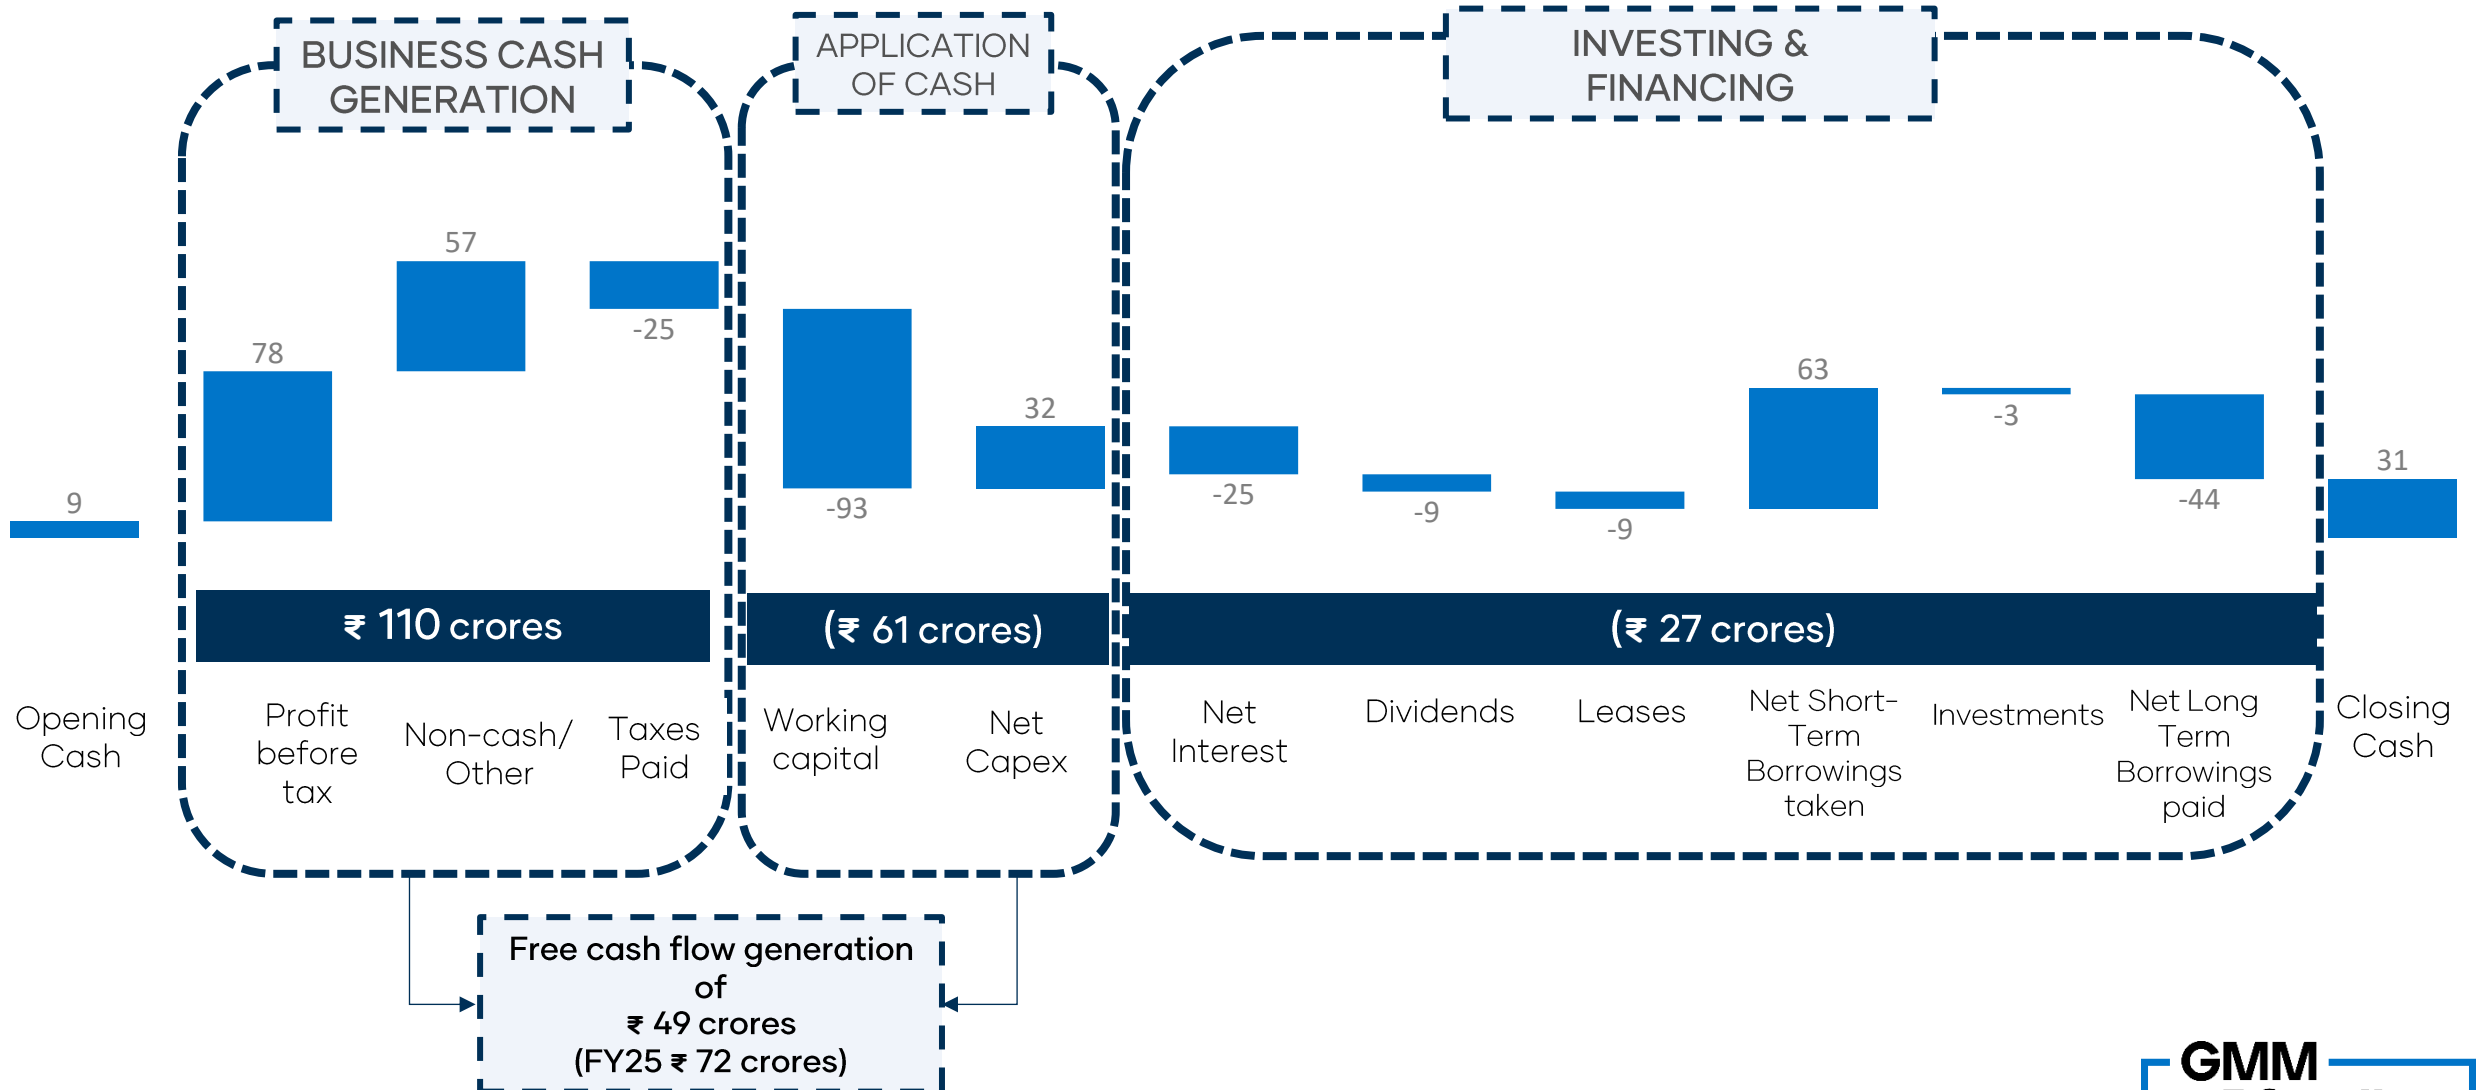 BUSINESS CASH
GENERATION
APPLICATION
OF CASH
INVESTING &
FINANCING
9
78
57
-25
-93
32
-25
-9
-9
63
-3
-44
31
₹ 110 crores
(₹ 61 crores)
(₹ 27 crores)
Opening
Cash
Profit
before
tax
Non-cash/
Other
Taxes
Paid
Working
capital
Net
Capex
Net
Interest
Dividends
Leases
Net Short-
Term
Borrowings
taken
Investments
Net Long
Term
Borrowings
paid
Closing
Cash
Free cash flow generation
of
₹ 49 crores
(FY25 ₹ 72 crores)
GMM